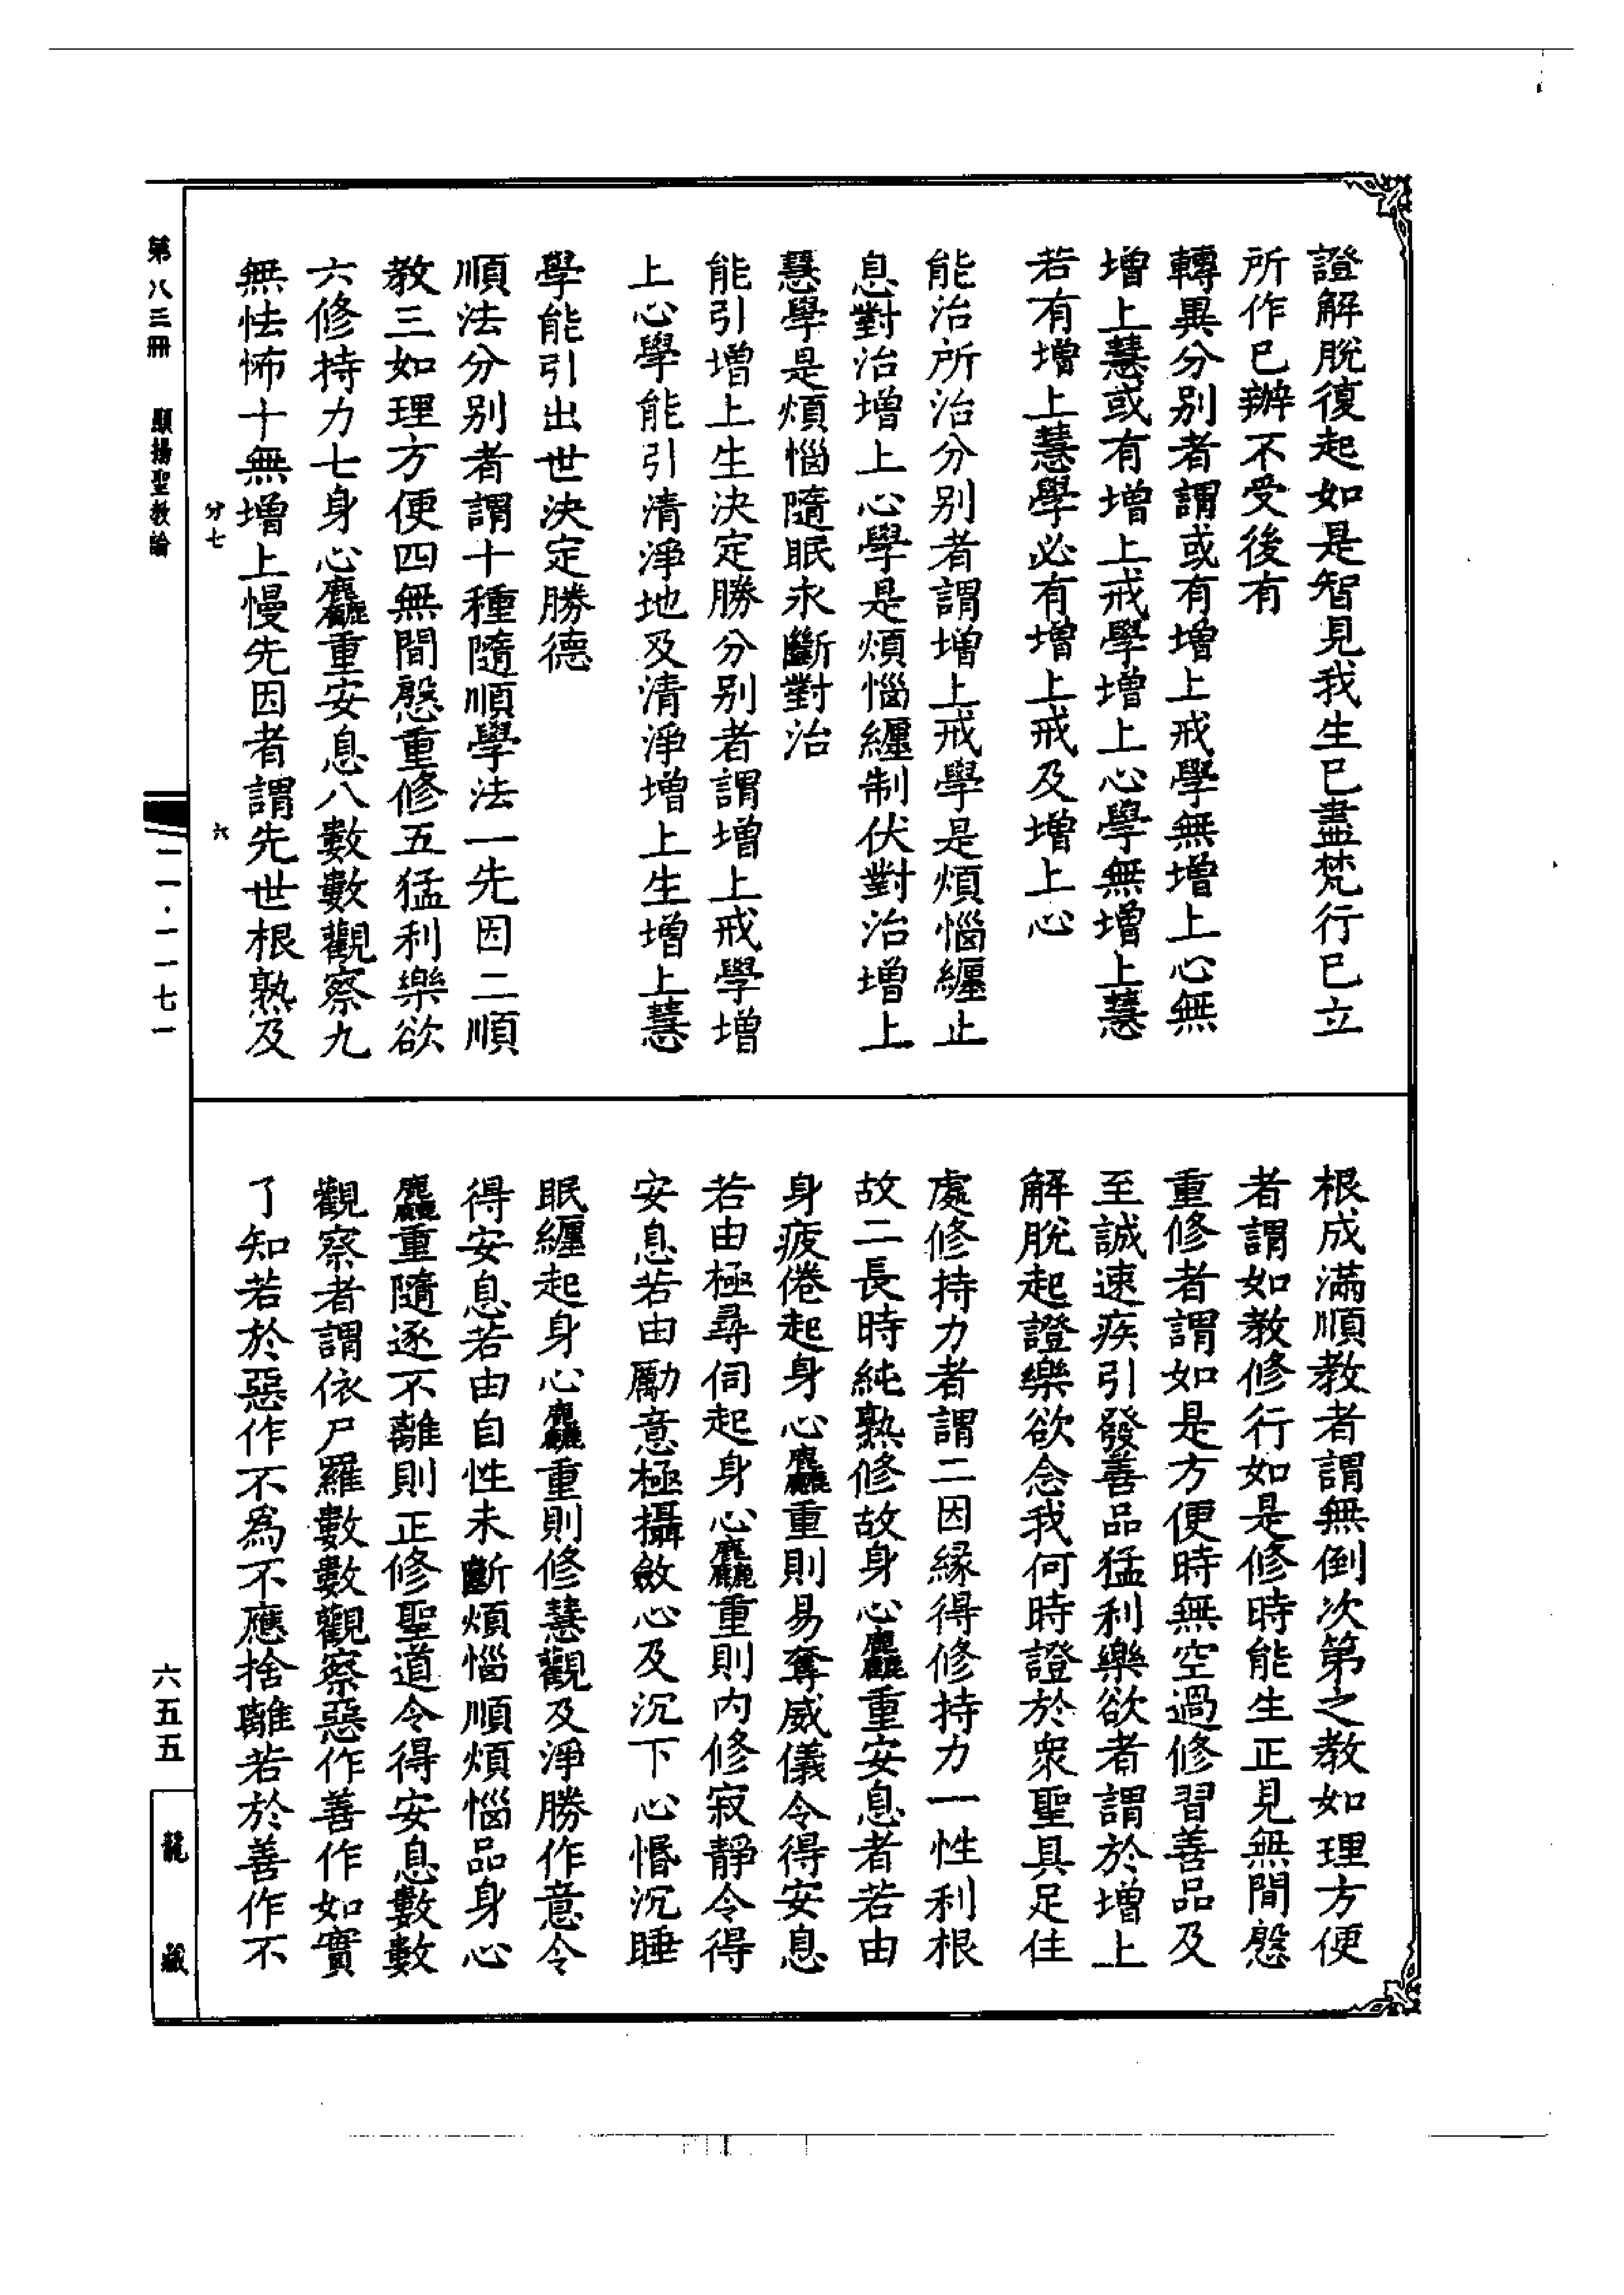 證解脫復起如是智見我生已盡梵行已立
所作已辦不受後有
轉異分別者謂或有增上戒學無增上心無
增上慧或有增上戒學增上心學無增上慧
若有增上慧學必有增上戒及增上心
能治所治分別者謂增上戒學是煩惱纏止
息對治增上心學是煩惱纏制伏對治增上
慧學是煩惱隨眠永斷對治
能引增上生決定勝分別者謂增上戒學增
上心學能引清淨地及清淨增上生增上慧
學能引出世決定勝德
順法分別者謂十種隨順學法一先因二順
教三如理方便四無間慇重修五猛利樂欲
六修持力七身心麤重安息八數數觀察九
無怯怖十無增上慢先因者謂先世根熟及
根成滿順教者謂無倒次第之教如理方便
者謂如教修行如是修時能生正見無間慇
重修者謂如是方便時無空過修習善品及
至誠速疾引發善品猛利樂欲者謂於增上
解脫起證樂欲念我何時證於衆聖具足住
處修持力者謂二因緣得修持力一性利根
故二長時純熟修故身心麤重安息者若由
身疲倦起身心麤重則易奪威儀令得安息
若由極尋伺起身心麤重則内修寂靜令得
安息若由勵意極攝斂心及沉下心惛沉睡
眠纏起身心麤重則修慧觀及淨勝作意令
得安息若由自性未斷煩惱順煩惱品身心
麤重隨逐不離則正修聖道令得安息數數
觀察者謂依尸羅數數觀察惡作善作如實
了知若於惡作不爲不應捨離若於善作不
第八三冊　顯揚聖教論
分七　六
二一·一一七一
六五五
龍藏